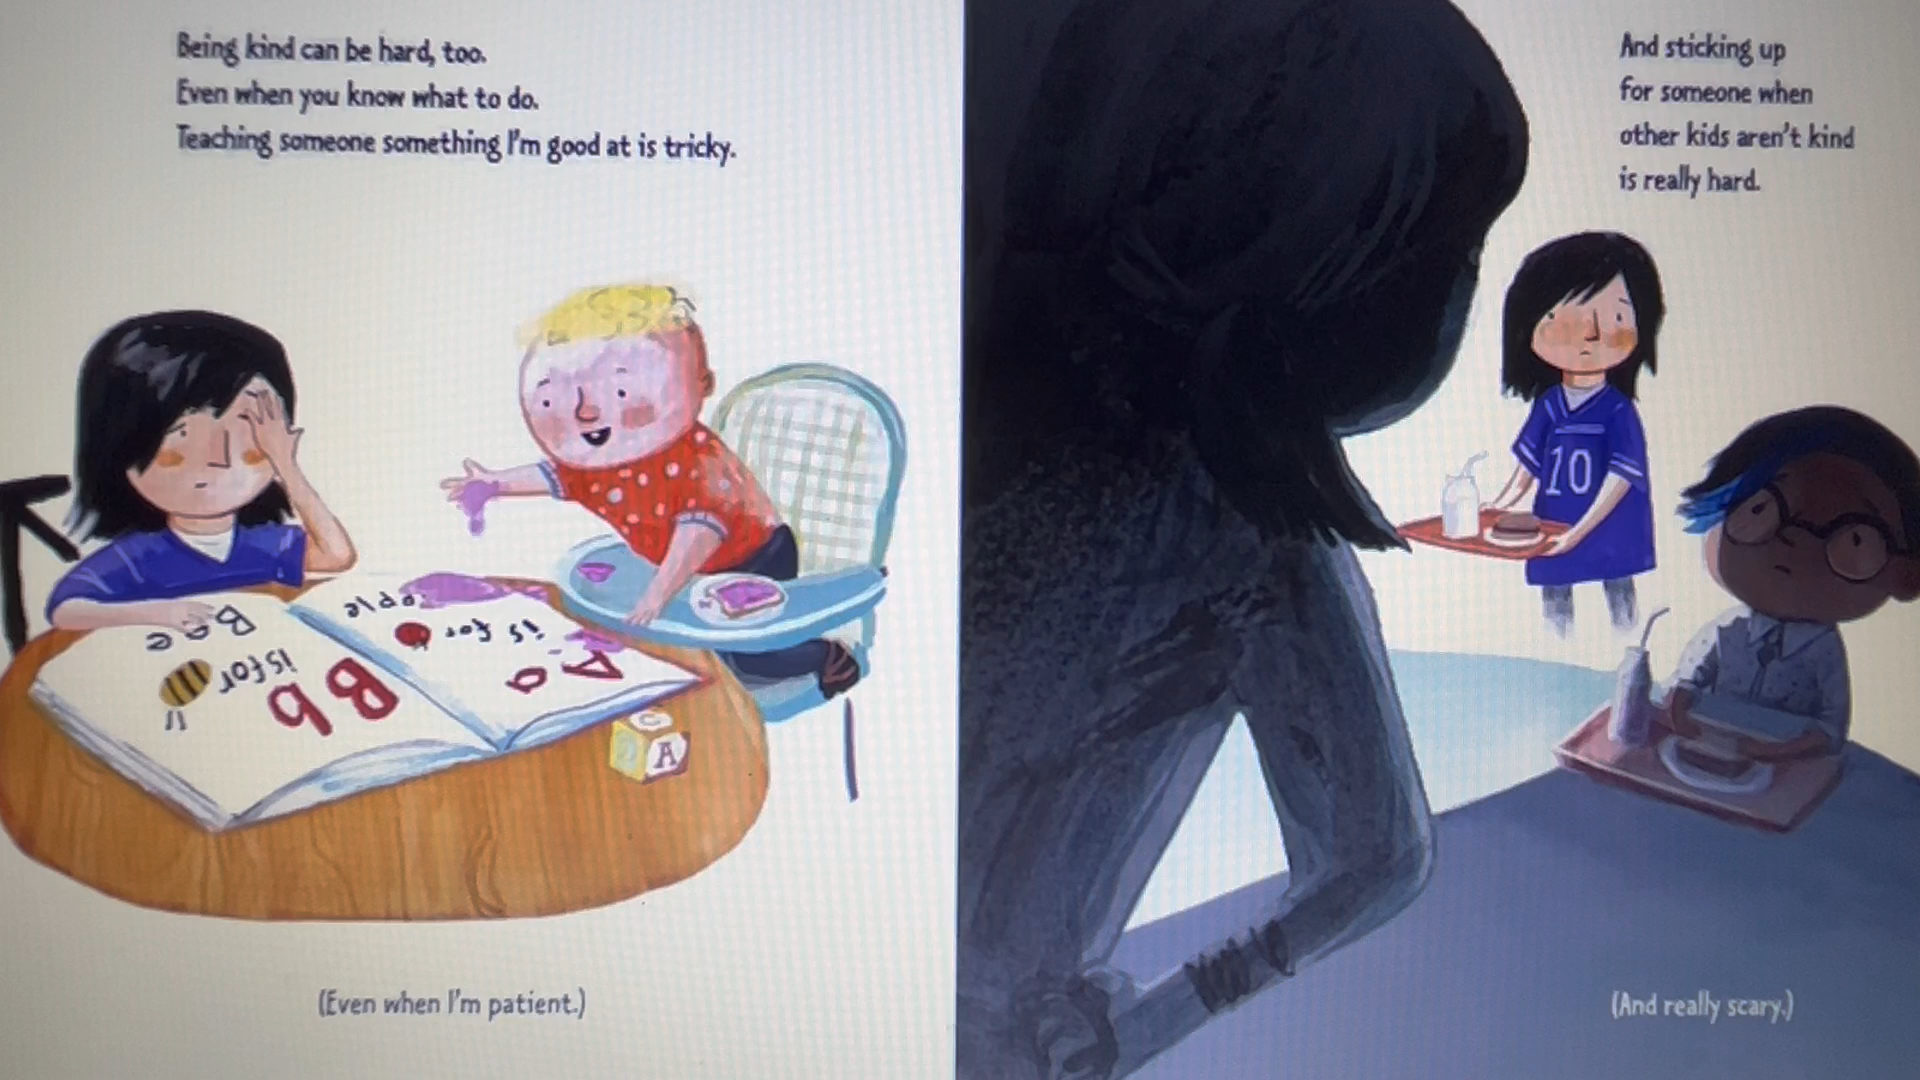 Being kind can be hard, too.
Even when you know what to do.
Teaching someone something I'm good at is tricky.
Bee
is for
Bb
apple
is for
A a
C
A
(Even when I'm patient.)
And sticking up
for someone when
other kids aren't kind
is really hard.
10
(And really scary.)